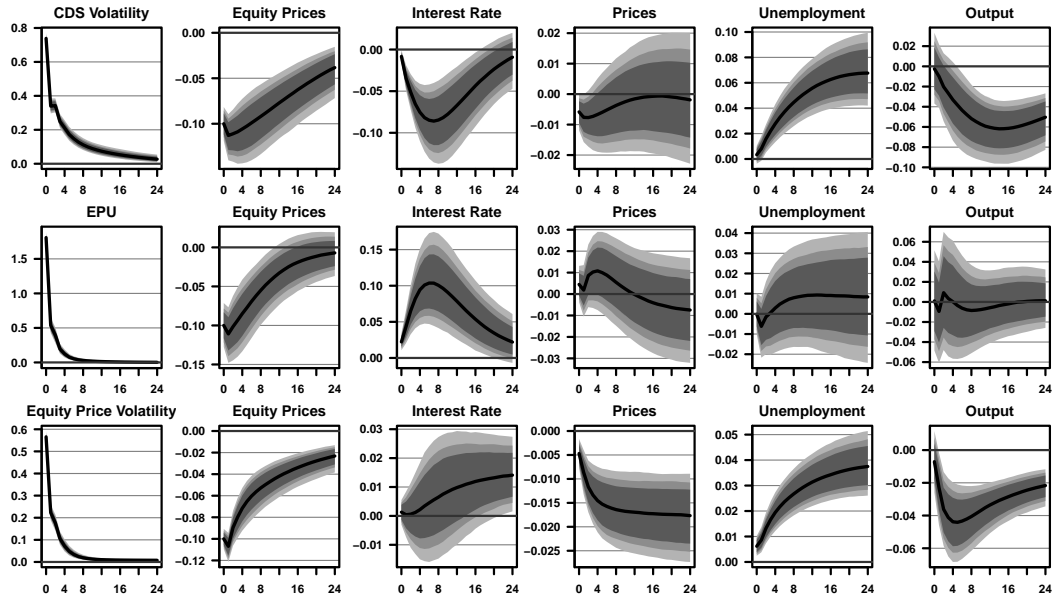 CDS Volatility Equity Prices Interest Rate Prices Unemployment Output
0.8 0.6 0.4 0.2 0.0
0.00 −0.05 −0.10
0.00 −0.05 −0.10
0.02 0.01 0.00 −0.01 −0.02
0.10 0.08 0.06 0.04 0.02 0.00
0.02 0.00 −0.02 −0.04 −0.06 −0.08 −0.10
0 4 8 16 24 0 4 8 16 24 0 4 8 16 24 0 4 8 16 24 0 4 8 16 24 0 4 8 16 24
EPU Equity Prices Interest Rate Prices Unemployment Output
1.5 1.0 0.5 0.0
0.00 −0.05 −0.10 −0.15
0.15 0.10 0.05 0.00
0.03 0.02 0.01 0.00 −0.01 −0.02 −0.03
0.04 0.03 0.02 0.01 0.00 −0.01 −0.02
0.06 0.04 0.02 0.00 −0.02 −0.04 −0.06
0 4 8 16 24 0 4 8 16 24 0 4 8 16 24 0 4 8 16 24 0 4 8 16 24 0 4 8 16 24
Equity Price Volatility Equity Prices Interest Rate Prices Unemployment Output
0.6 0.5 0.4 0.3 0.2 0.1 0.0
0.00 −0.02 −0.04 −0.06 −0.08 −0.10 −0.12
0.03 0.02 0.01 0.00 −0.01
0.000 −0.005 −0.010 −0.015 −0.020 −0.025
0.05 0.04 0.03 0.02 0.01 0.00
0.00 −0.02 −0.04 −0.06
0 4 8 16 24 0 4 8 16 24 0 4 8 16 24 0 4 8 16 24 0 4 8 16 24 0 4 8 16 24